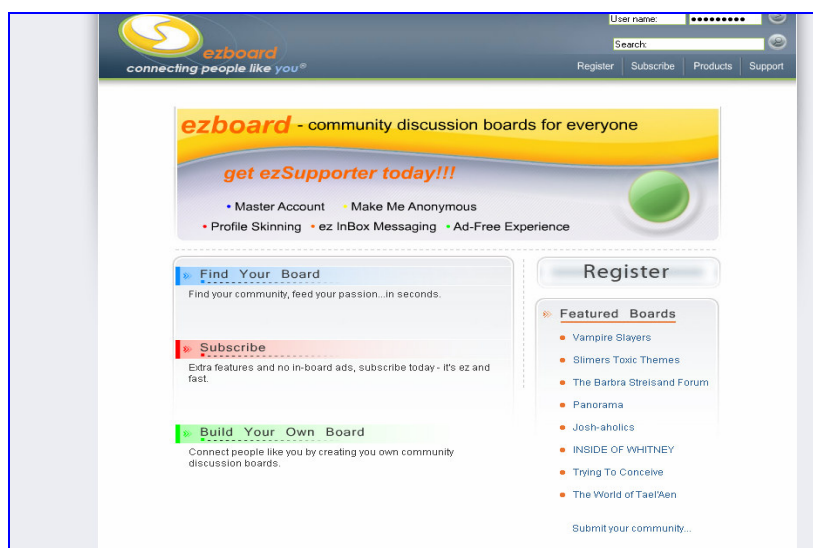 User name: •••••••••
Search:
ezboard
connecting people like you®
Register Subscribe Products Support
ezboard - community discussion boards for everyone
get ezSupporter today!!!
• Master Account • Make Me Anonymous
• Profile Skinning • ez InBox Messaging • Ad-Free Experience
Find Your Board
Find your community, feed your passion...in seconds.
Subscribe
Extra features and no in-board ads, subscribe today - it's ez and
fast.
Build Your Own Board
Connect people like you by creating you own community
discussion boards.
Register
Featured Boards
Vampire Slayers
Slimers Toxic Themes
The Barbra Streisand Forum
Panorama
Josh-aholics
INSIDE OF WHITNEY
Trying To Conceive
The World of Tael'Aen
Submit your community...